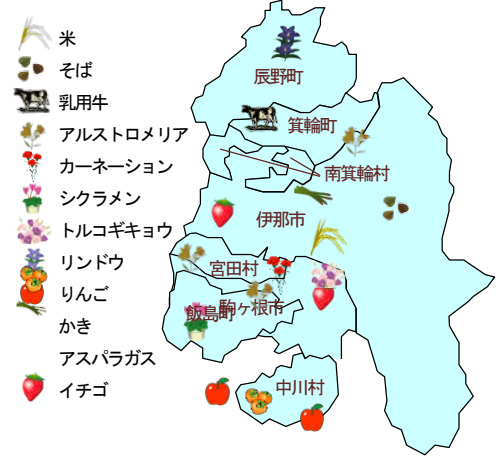 米
そば
乳用牛
アルストロメリア
カーネーション
シクラメン
トルコギキョウ
リンドウ
りんご
かき
アスパラガス
イチゴ
辰野町
箕輪町
南箕輪村
伊那市
宮田村
駒ヶ根市
飯島町
中川村